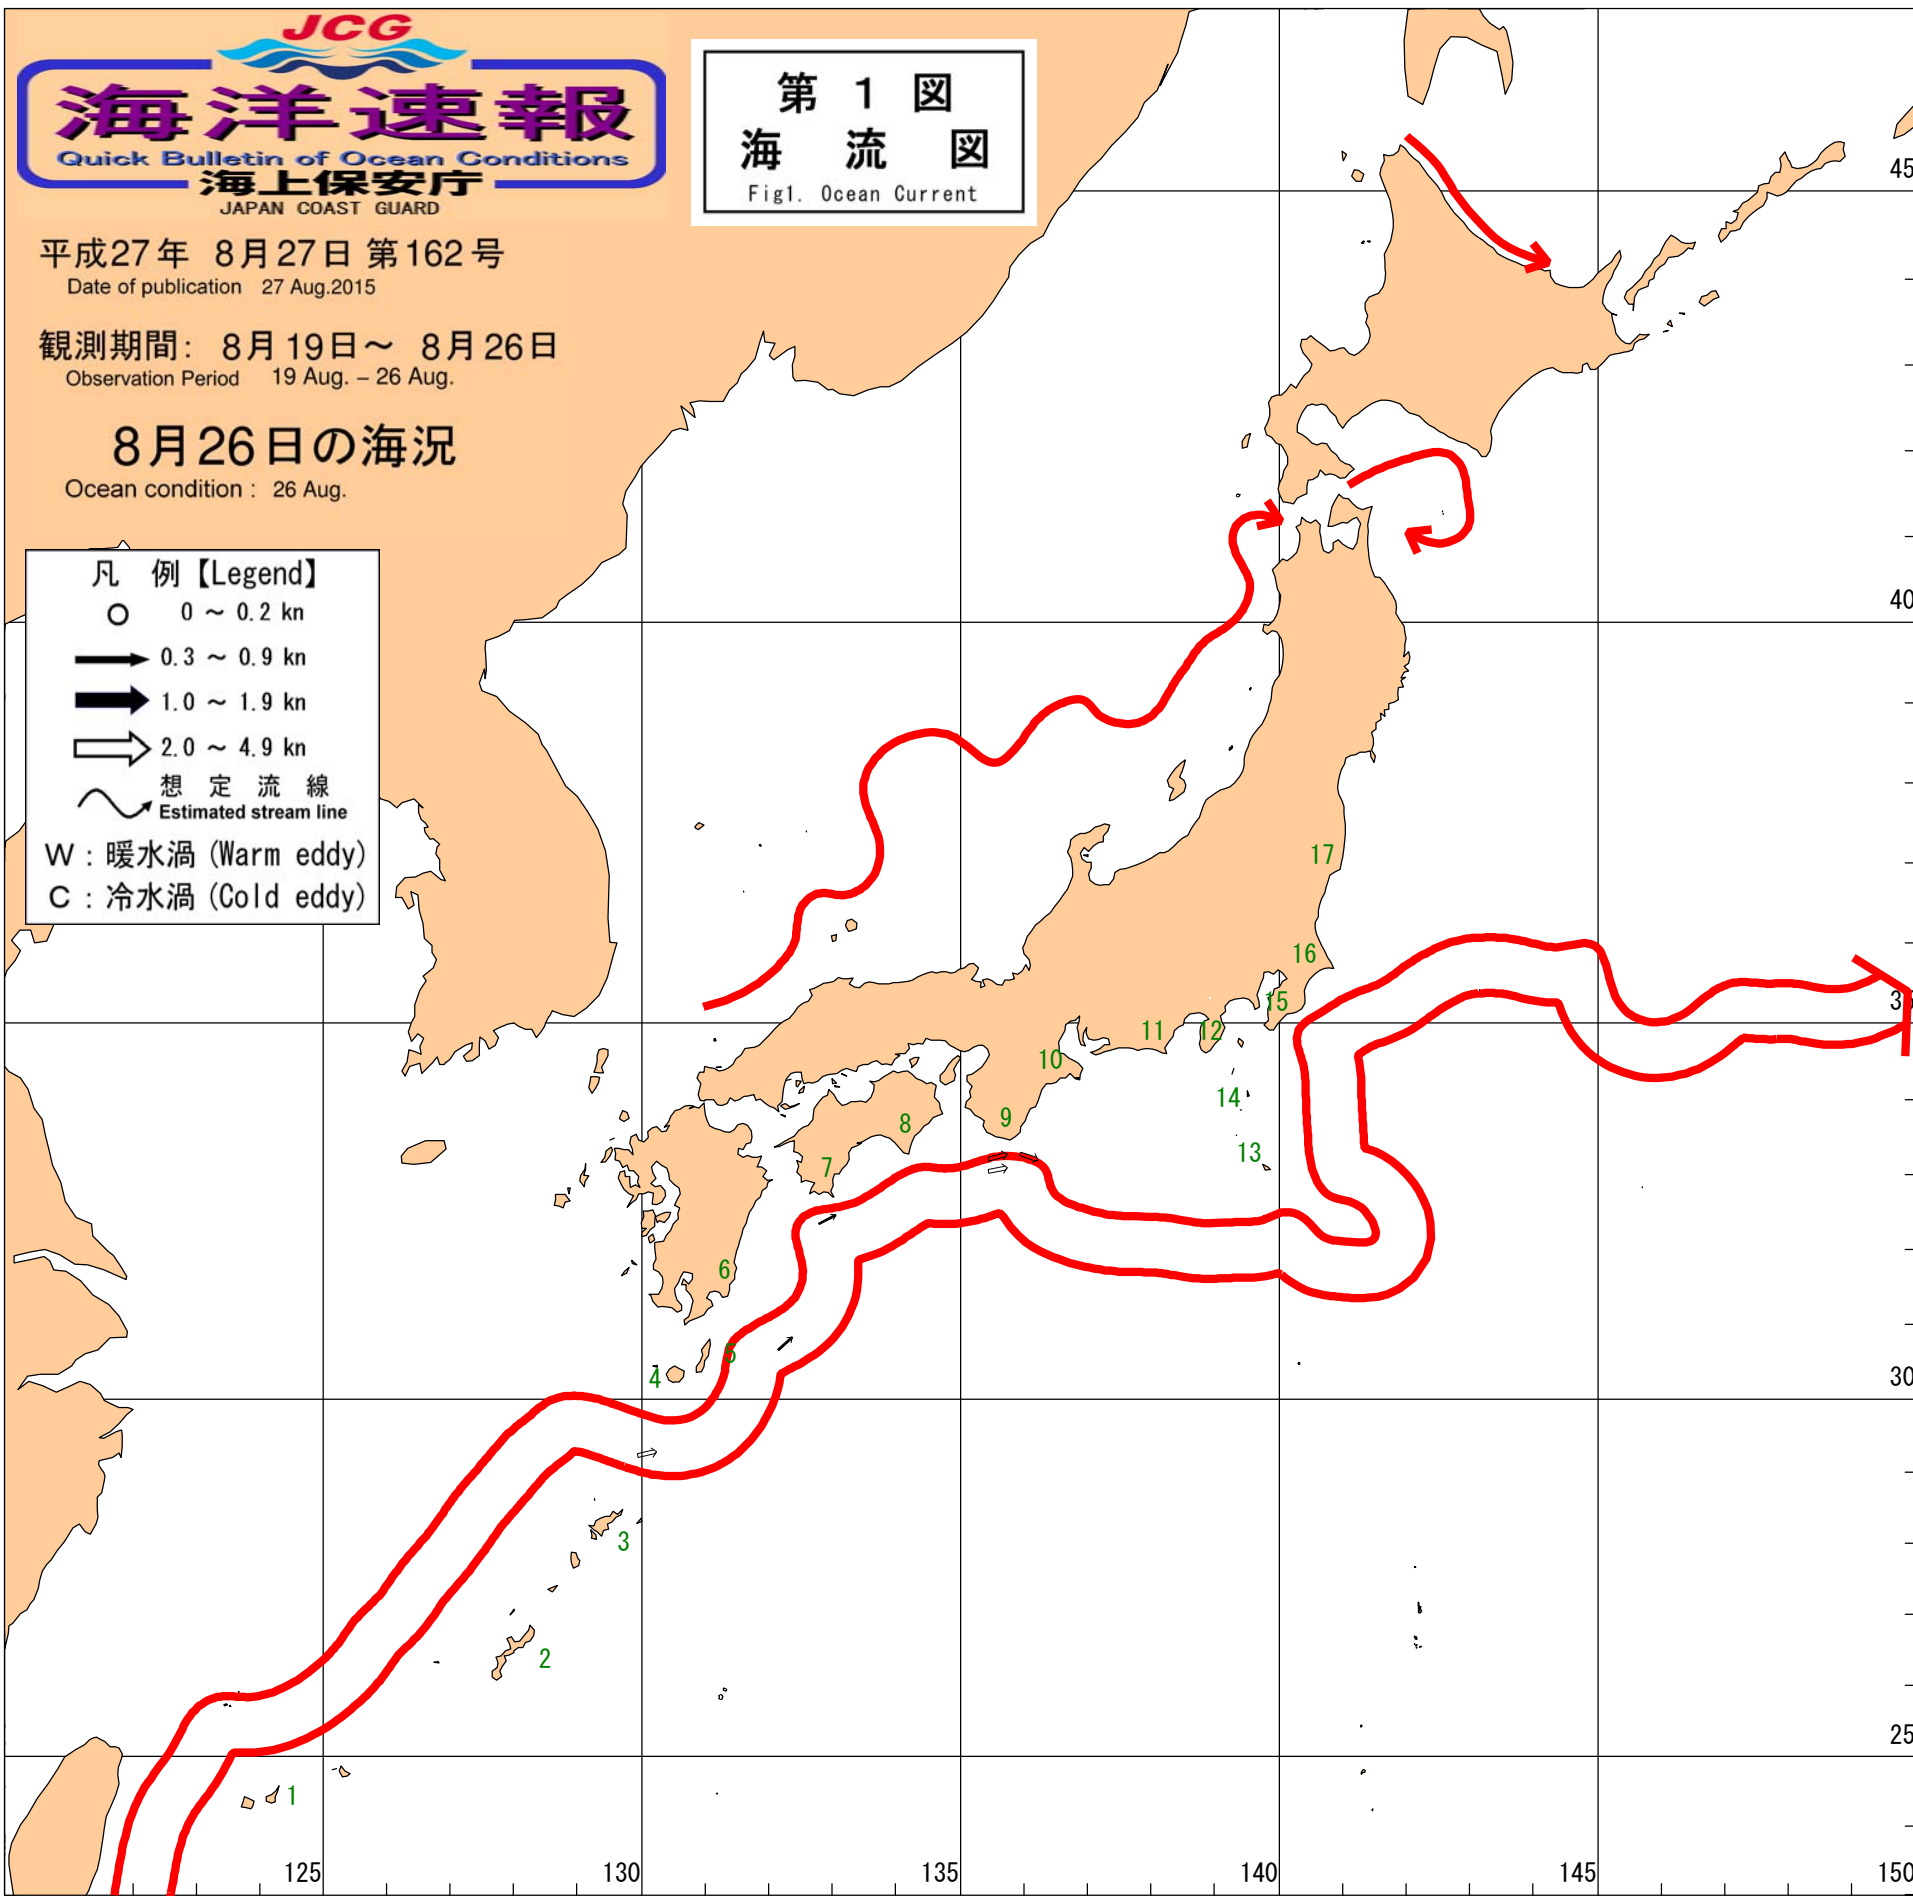 JCG
海洋速報
Quick Bulletin of Ocean Conditions
海上保安庁
JAPAN COAST GUARD
第 1 図
海 流 図
Fig1. Ocean Current
平成27年 8月27日 第162号
Date of publication 27 Aug.2015
観測期間: 8月19日～ 8月26日
Observation Period 19 Aug. – 26 Aug.
8月26日の海況
Ocean condition : 26 Aug.
凡 例【Legend】
0 ～ 0.2 kn
0.3 ～ 0.9 kn
1.0 ～ 1.9 kn
2.0 ～ 4.9 kn
想 定 流 線
Estimated stream line
W : 暖水渦 (Warm eddy)
C : 冷水渦 (Cold eddy)
45
40
17
16
35
15
12
11
10
14
9
8
13
7
6
5
4
30
3
2
25
1
125
130
135
140
145
150